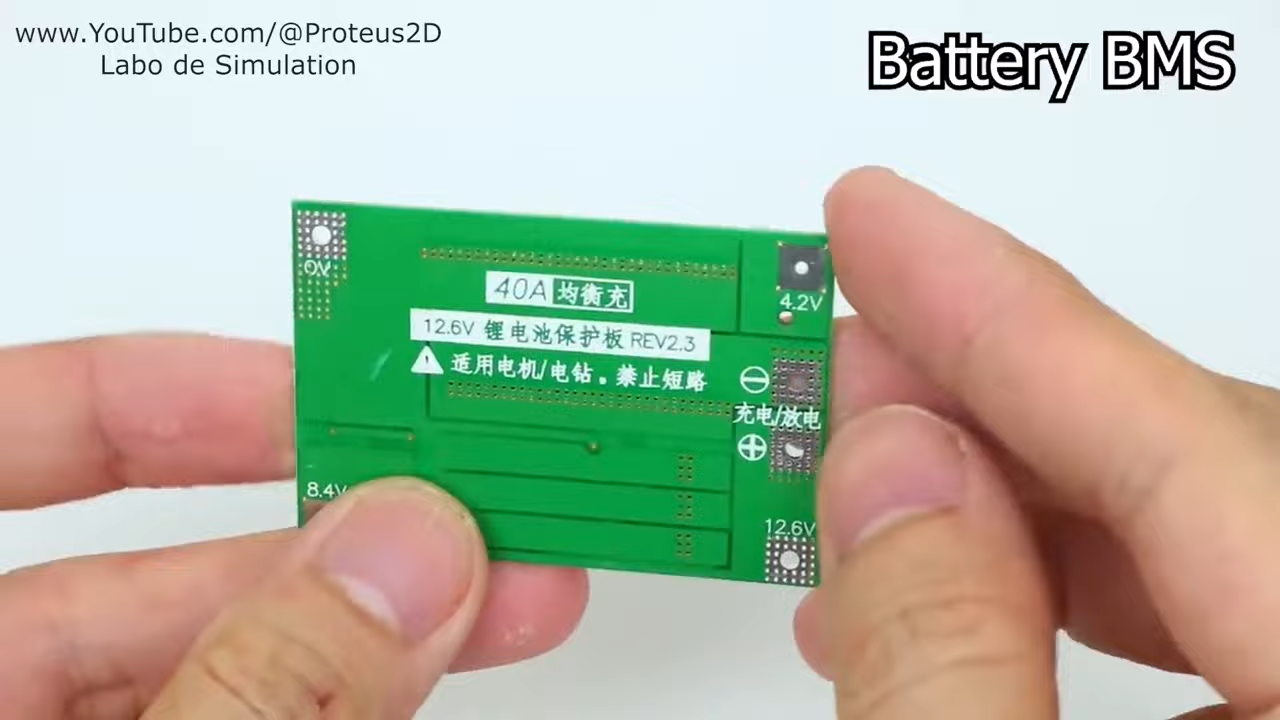 www.YouTube.com/@Proteus2D
Labo de Simulation
Battery BMS
0V
4.2V
40A 均衡充
12.6V 锂电池保护板 REV2.3
! 适用电机/电钻。禁止短路
充电/放电
8.4V
12.6V